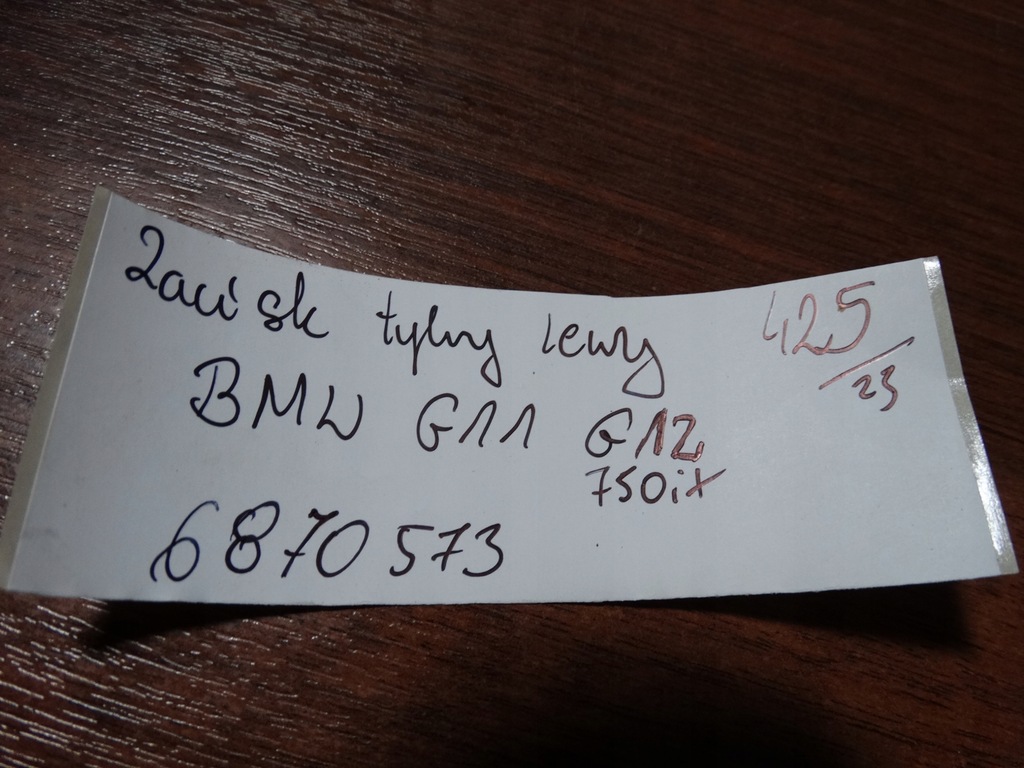 Zacisk tylny lewy
425/23
BMW G11 G12
750ix
6870573